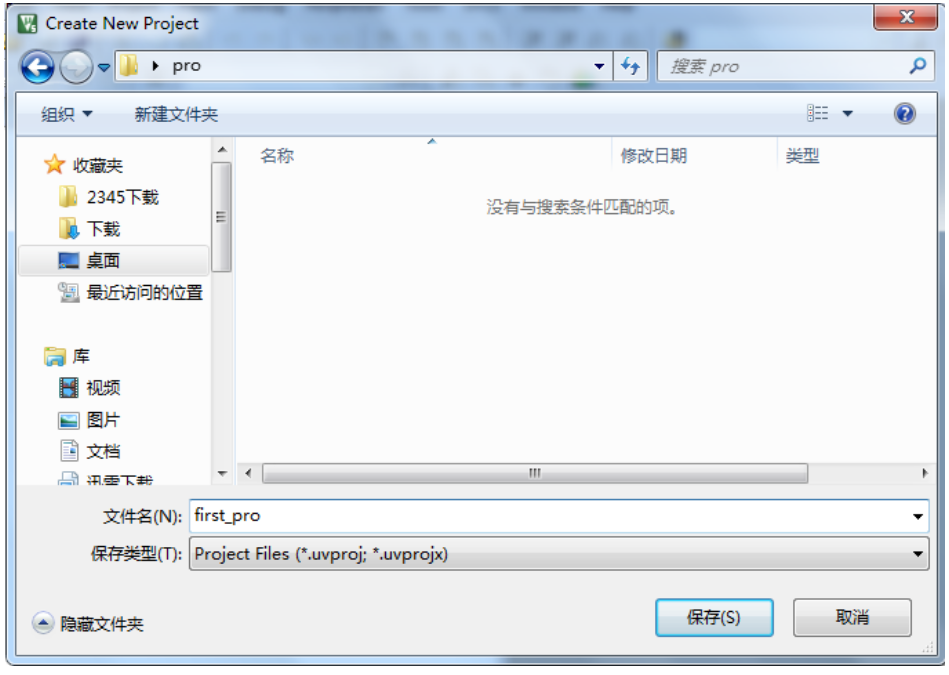 Create New Project
pro
搜索 pro
组织
新建文件夹
名称
修改日期
类型
没有与搜索条件匹配的项。
收藏夹
2345下载
下载
桌面
最近访问的位置
库
视频
图片
文档
迅雷下载
文件名(N): first_pro
保存类型(T): Project Files (*.uvproj; *.uvprojx)
隐藏文件夹
保存(S)
取消